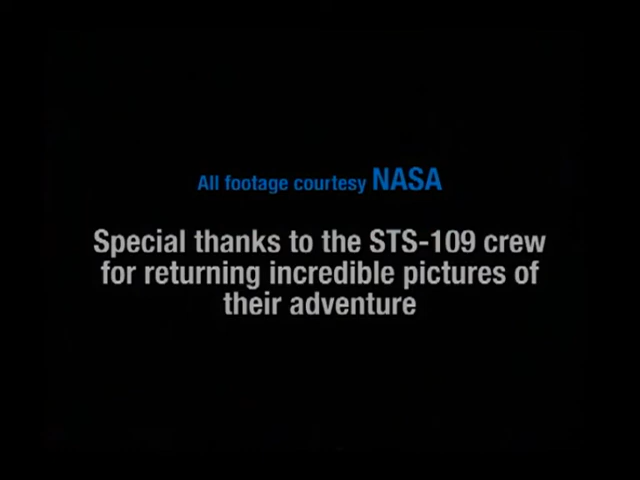 All footage courtesy NASA
Special thanks to the STS-109 crew
for returning incredible pictures of
their adventure